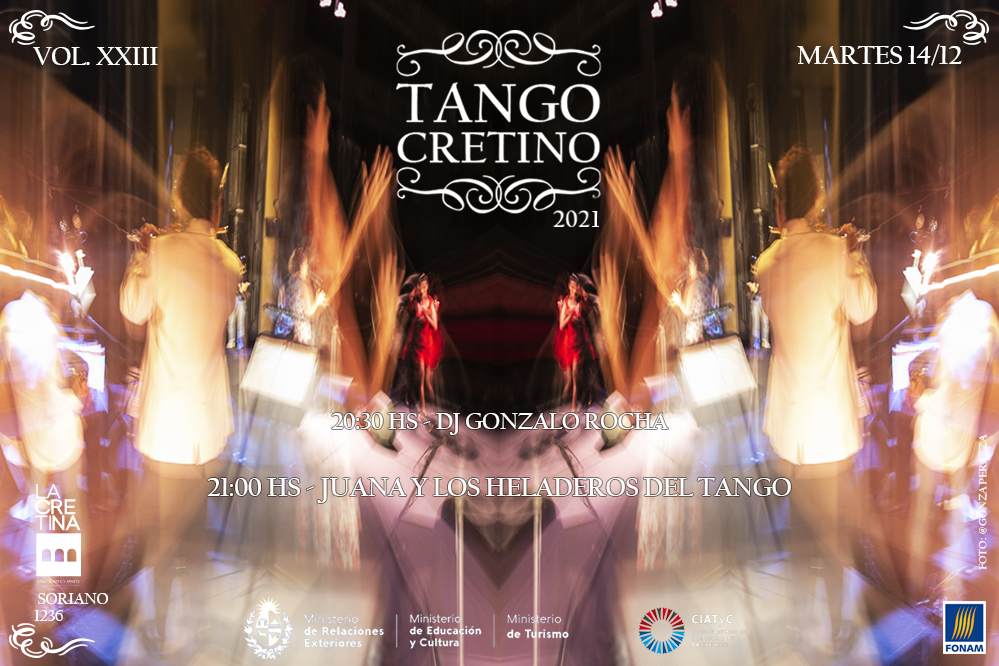 VOL. XXIII
MARTES 14/12
TANGO
CRETINO
2021
20:30 HS - DJ GONZALO ROCHA
21:00 HS - JUANA Y LOS HELADEROS DEL TANGO
LA
CRE
TINA
SORIANO
1236
FOTO: @GONZA
Ministerio
de Relaciones
Exteriores
Ministerio
de Educación
y Cultura
Ministerio
de Turismo
CIATyC
FONAM